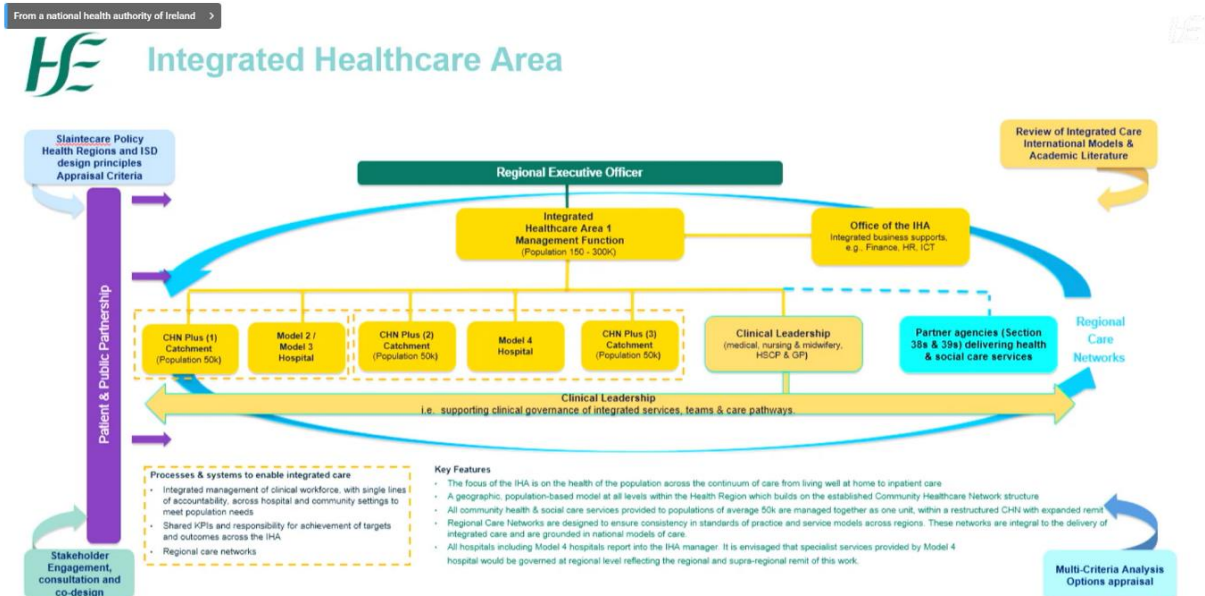 From a national health authority of Ireland
HSE
Integrated Healthcare Area
Slaintecare Policy
Health Regions and ISD
design principles
Appraisal Criteria
Review of Integrated Care
International Models &
Academic Literature
Regional Executive Officer
Integrated
Healthcare Area 1
Management Function
(Population 150 - 300K)
Office of the IHA
Integrated business supports,
e.g., Finance, HR, ICT
Patient & Public Partnership
CHN Plus (1)
Catchment
(Population 50k)
Model 2 /
Model 3
Hospital
CHN Plus (2)
Catchment
(Population 50k)
Model 4
Hospital
CHN Plus (3)
Catchment
(Population 50k)
Clinical Leadership
(medical, nursing & midwifery,
HSCP & GP)
Partner agencies (Section
38s & 39s) delivering health
& social care services
Regional
Care
Networks
Clinical Leadership
i.e. supporting clinical governance of integrated services, teams & care pathways.
Processes & systems to enable integrated care
• Integrated management of clinical workforce, with single lines
of accountability, across hospital and community settings to
meet population needs
• Shared KPIs and responsibility for achievement of targets
and outcomes across the IHA
• Regional care networks
Key Features
• The focus of the IHA is on the health of the population across the continuum of care from living well at home to inpatient care
• A geographic, population-based model at all levels within the Health Region which builds on the established Community Healthcare Network structure
• All community health & social care services provided to populations of average 50k are managed together as one unit, within a restructured CHN with expanded remit
• Regional Care Networks are designed to ensure consistency in standards of practice and service models across regions. These networks are integral to the delivery of
integrated care and are grounded in national models of care.
• All hospitals including Model 4 hospitals report into the IHA manager. It is envisaged that specialist services provided by Model 4
hospital would be governed at regional level reflecting the regional and supra-regional remit of this work.
Stakeholder
Engagement,
consultation and
co-design
Multi-Criteria Analysis
Options appraisal